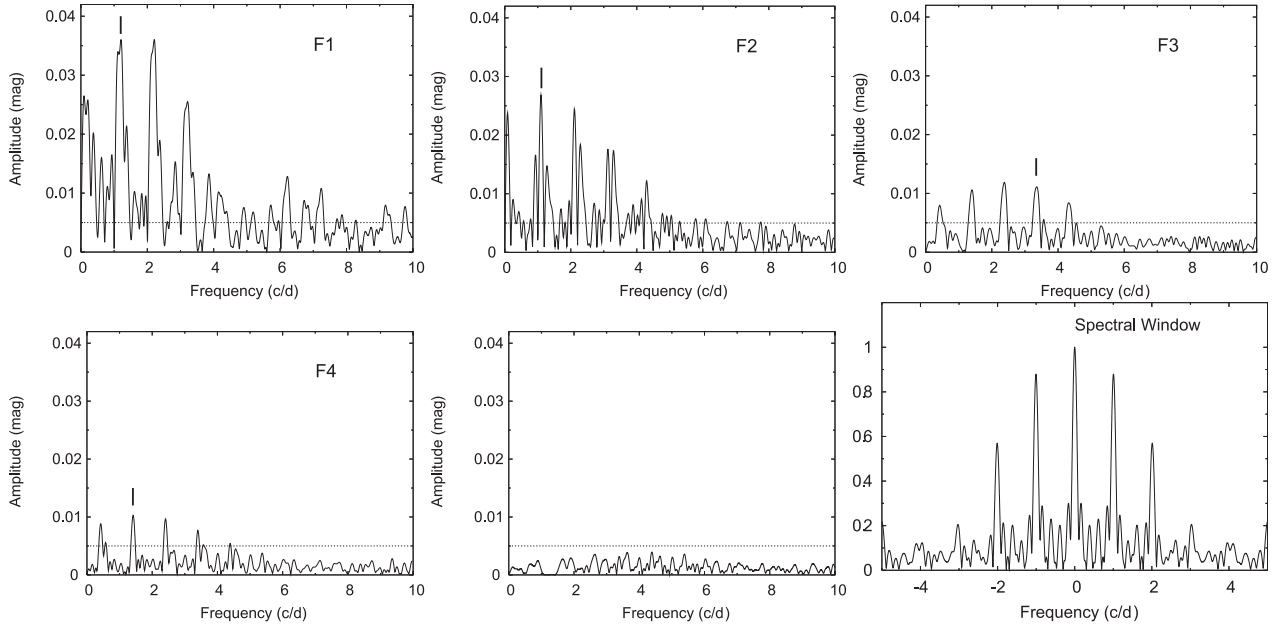 0.04
0.03
0.02
0.01
0
Amplitude (mag)
F1
0 2 4 6 8 10
Frequency (c/d)
0.04
0.03
0.02
0.01
0
Amplitude (mag)
F2
0 2 4 6 8 10
Frequency (c/d)
0.04
0.03
0.02
0.01
0
Amplitude (mag)
F3
0 2 4 6 8 10
Frequency (c/d)
0.04
0.03
0.02
0.01
0
Amplitude (mag)
F4
0 2 4 6 8 10
Frequency (c/d)
0.04
0.03
0.02
0.01
0
Amplitude (mag)
0 2 4 6 8 10
Frequency (c/d)
Spectral Window
1
0.8
0.6
0.4
0.2
0
Amplitude (mag)
-4 -2 0 2 4
Frequency (c/d)